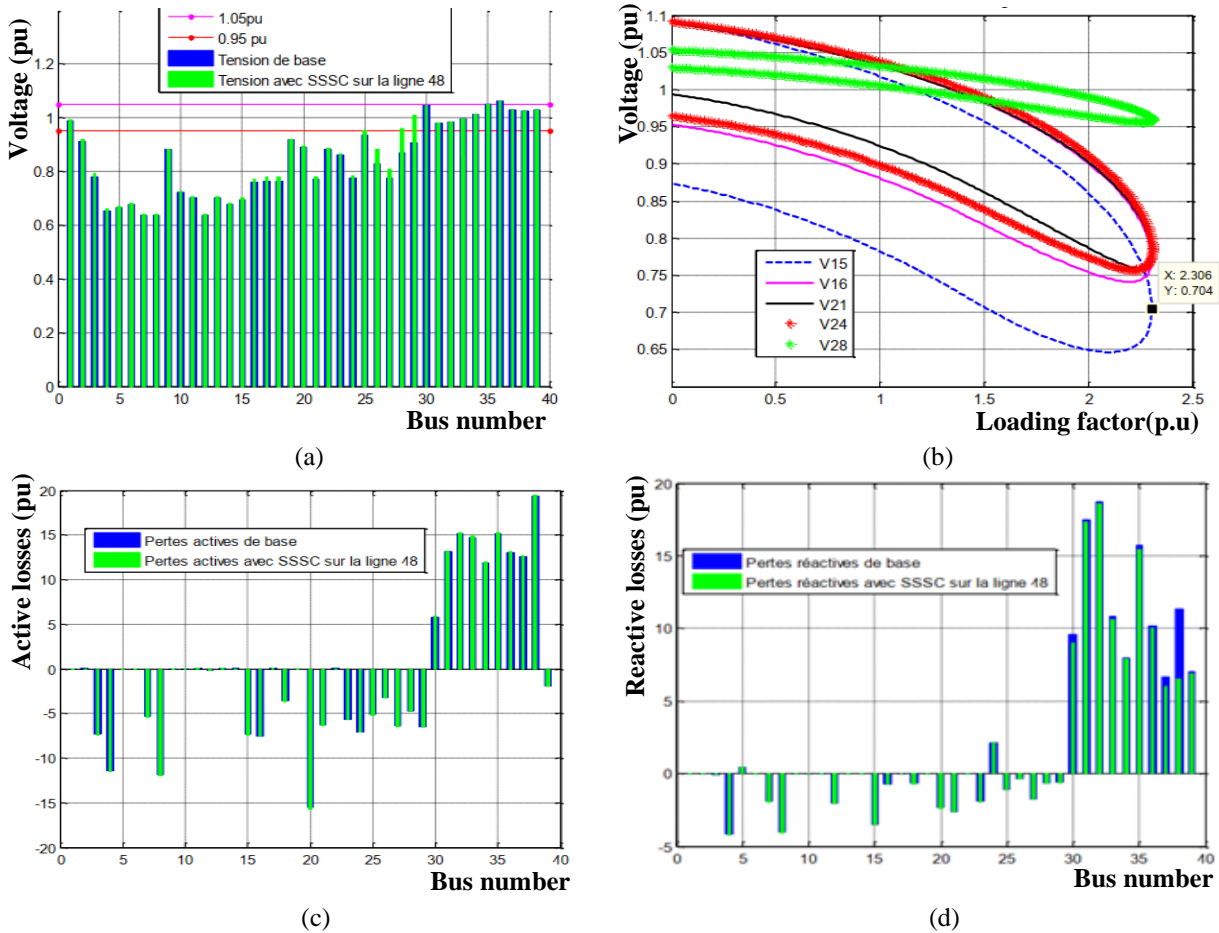 Voltage (pu)
1.05pu
0.95 pu
Tension de base
Tension avec SSSC sur la ligne 48
1.2
1
0.8
0.6
0.4
0.2
0
0 5 10 15 20 25 30 35 40
Bus number
(a)
Voltage (pu)
1.1
1.05
1
0.95
0.9
0.85
0.8
0.75
0.7
0.65
V15
V16
V21
V24
V28
X: 2.306
Y: 0.704
0 0.5 1 1.5 2 2.5
Loading factor(p.u)
(b)
Active losses (pu)
20
15
10
5
0
-5
-10
-15
-20
Pertes actives de base
Pertes actives avec SSSC sur la ligne 48
0 5 10 15 20 25 30 35 40
Bus number
(c)
Reactive losses (pu)
20
15
10
5
0
-5
Pertes réactives de base
Pertes réactives avec SSSC sur la ligne 48
0 5 10 15 20 25 30 35 40
Bus number
(d)